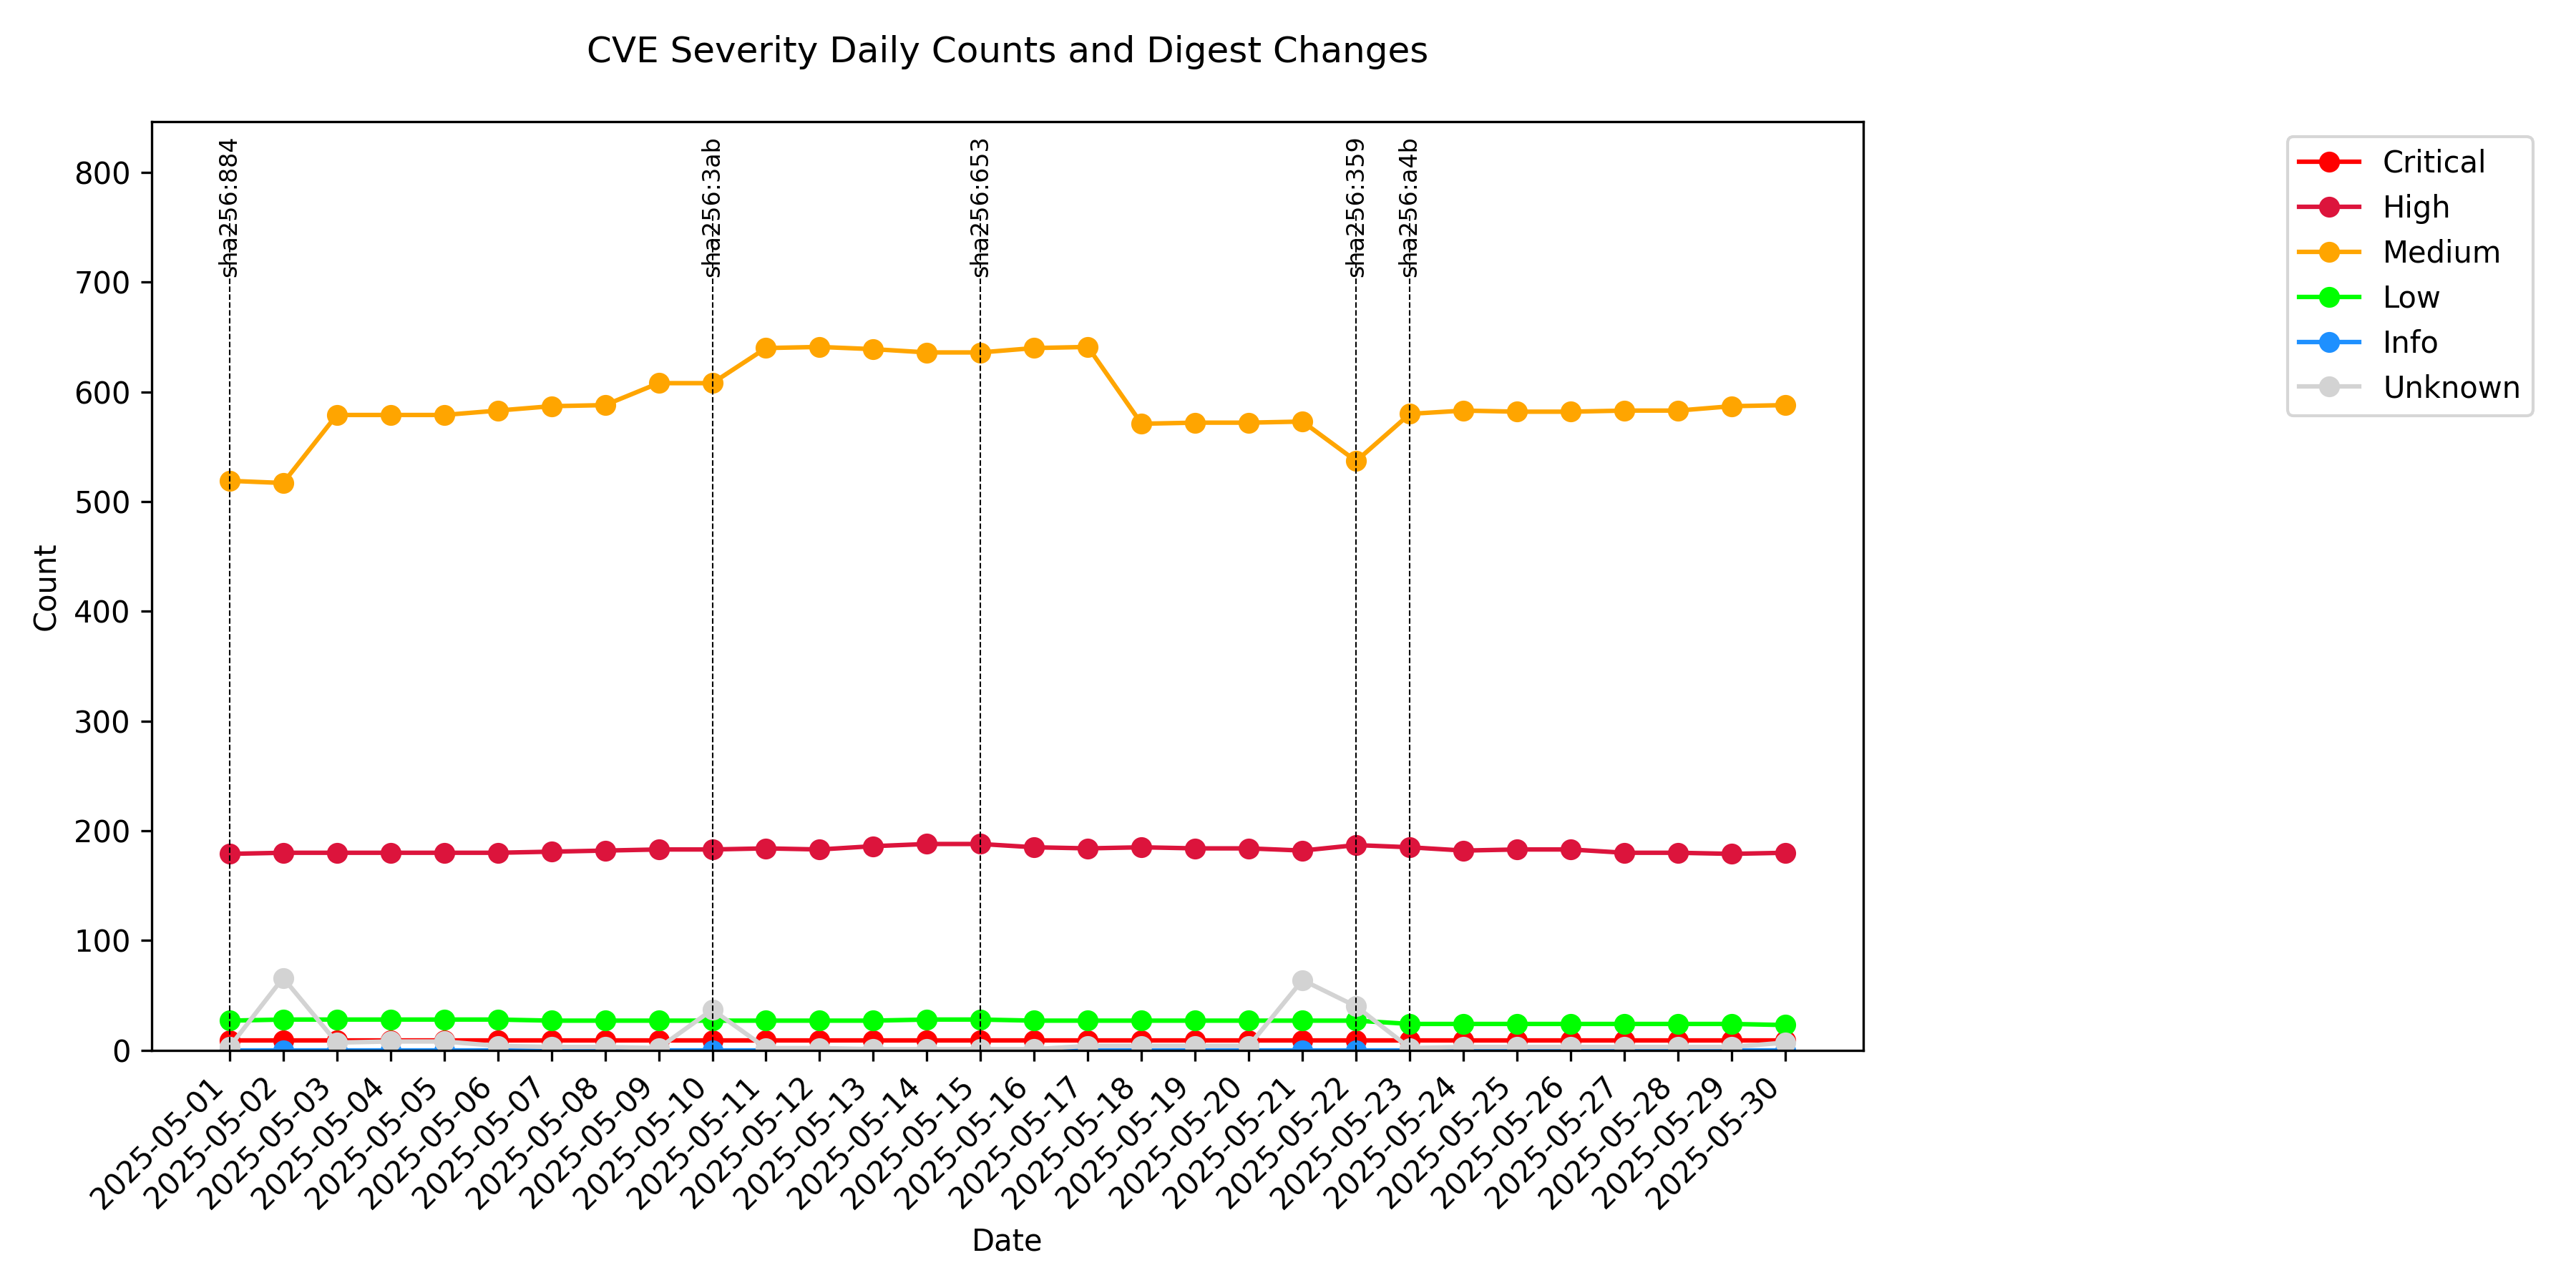 CVE Severity Daily Counts and Digest Changes
sha256:884
sha256:3ab
sha256:653
sha256:359
sha256:a4b
Critical
High
Medium
Low
Info
Unknown
Count
800
700
600
500
400
300
200
100
0
2025-05-01
2025-05-02
2025-05-03
2025-05-04
2025-05-05
2025-05-06
2025-05-07
2025-05-08
2025-05-09
2025-05-10
2025-05-11
2025-05-12
2025-05-13
2025-05-14
2025-05-15
2025-05-16
2025-05-17
2025-05-18
2025-05-19
2025-05-20
2025-05-21
2025-05-22
2025-05-23
2025-05-24
2025-05-25
2025-05-26
2025-05-27
2025-05-28
2025-05-29
2025-05-30
Date